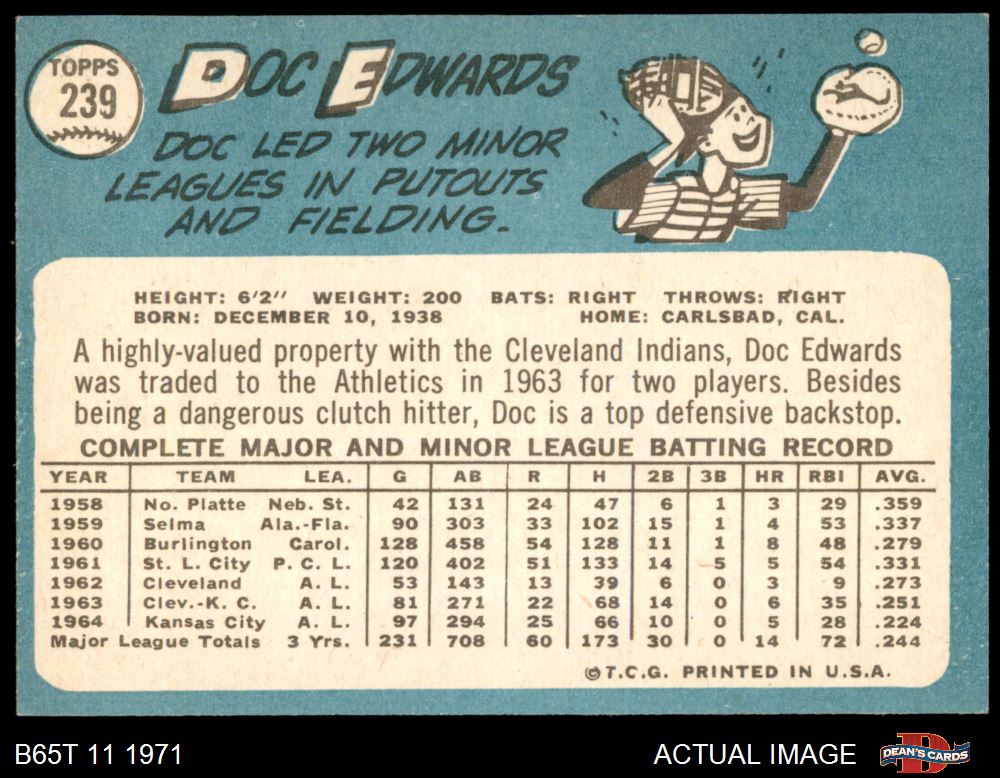 TOPPS
239
DOC EDWARDS
DOC LED TWO MINOR
LEAGUES IN PUTOUTS
AND FIELDING.
HEIGHT: 6'2" WEIGHT: 200 BATS: RIGHT THROWS: RIGHT
BORN: DECEMBER 10, 1938 HOME: CARLSBAD, CAL.
A highly-valued property with the Cleveland Indians, Doc Edwards
was traded to the Athletics in 1963 for two players. Besides
being a dangerous clutch hitter, Doc is a top defensive backstop.
COMPLETE MAJOR AND MINOR LEAGUE BATTING RECORD
YEAR TEAM LEA. G AB R H 2B 3B HR RBI AVG.
1958 No. Platte Neb. St. 42 131 24 47 6 1 3 29 .359
1959 Selma Ala.-Fla. 90 303 33 102 15 1 4 53 .337
1960 Burlington Carol. 128 458 54 128 11 1 8 48 .279
1961 St. L. City P. C. L. 120 402 51 133 14 5 5 54 .331
1962 Cleveland A. L. 53 143 13 39 6 0 3 9 .273
1963 Clev.-K. C. A. L. 81 271 22 68 14 0 6 35 .251
1964 Kansas City A. L. 97 294 25 66 10 0 5 28 .224
Major League Totals 3 Yrs. 231 708 60 173 30 0 14 72 .244
©T.C.G. PRINTED IN U.S.A.
B65T 11 1971 ACTUAL IMAGE DEAN'S CARDS